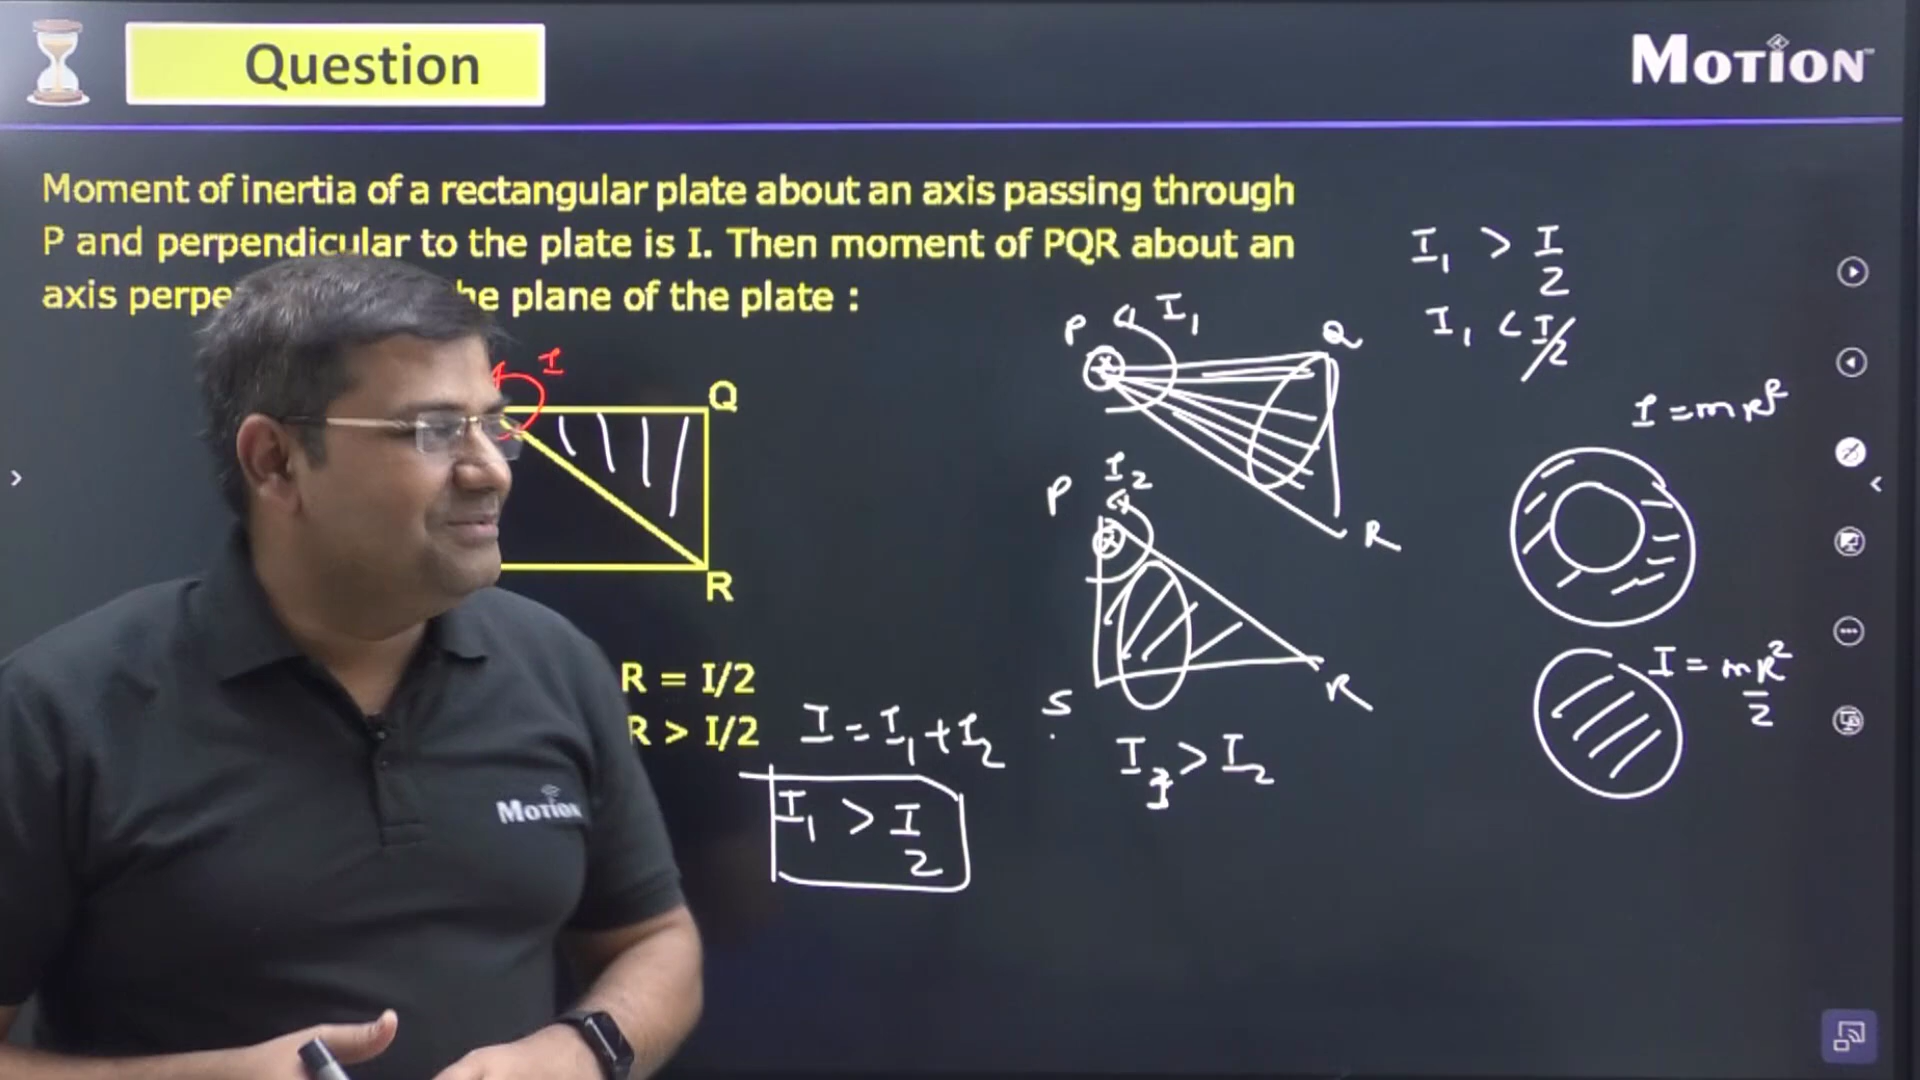 Question
MOTION
Moment of inertia of a rectangular plate about an axis passing through
P and perpendicular to the plate is I. Then moment of PQR about an
axis perpe he plane of the plate :
I
Q
R
R = I/2
R > I/2
I = I₁ + I₂
I₁ > I/2
P
I₁
Q
R
P
I₂
S
R
I > I₂
I₁ > I/2
I₁ < I/2
I = mR²
I = mR²/2
MOTION